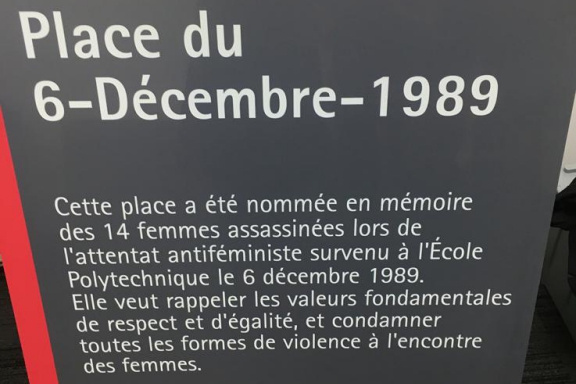 Place du
6-Décembre-1989
Cette place a été nommée en mémoire
des 14 femmes assassinées lors de
l'attentat antiféministe survenu à l'École
Polytechnique le 6 décembre 1989.
Elle veut rappeler les valeurs fondamentales
de respect et d'égalité, et condamner
toutes les formes de violence à l'encontre
des femmes.